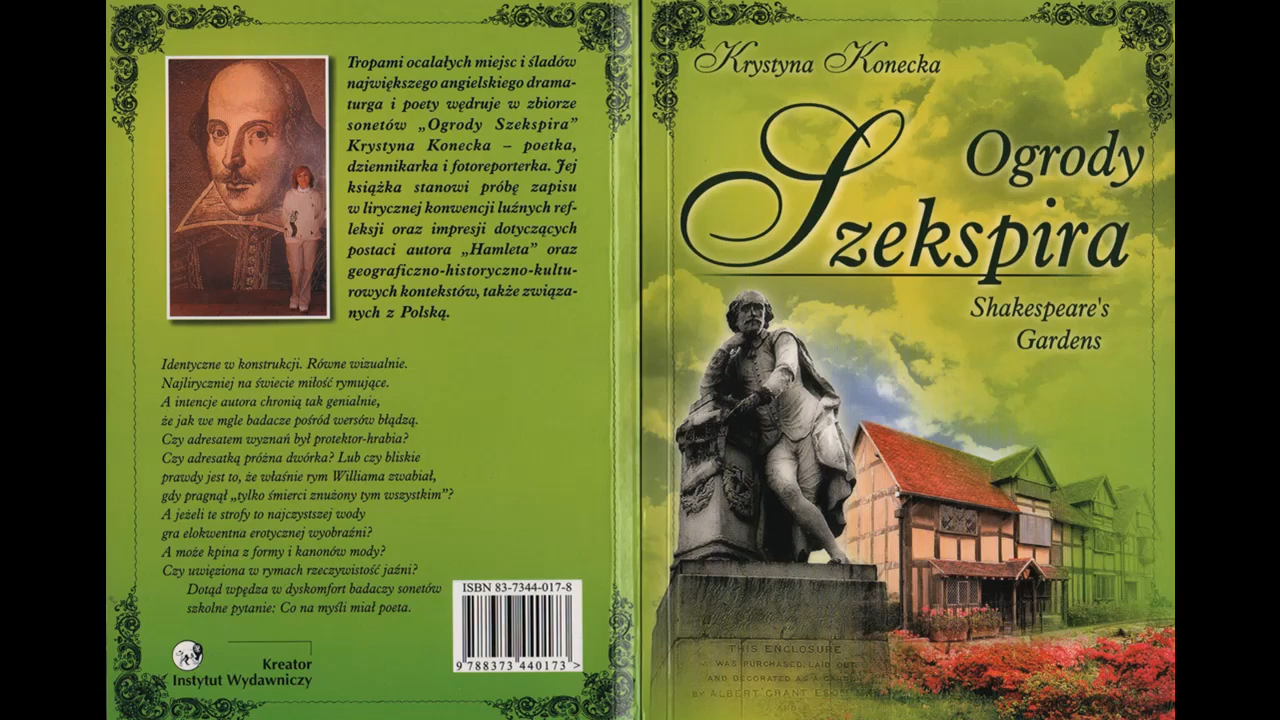 Tropami ocalałych miejsc i śladów
największego angielskiego drama-
turga i poety wędruje w zbiorze
sonetów „Ogrody Szekspira”
Krystyna Konecka – poetka,
dziennikarka i fotoreporterka. Jej
książka stanowi próbę zapisu
w lirycznej konwencji luźnych ref-
leksji oraz impresji dotyczących
postaci autora „Hamleta” oraz
geograficzno-historyczno-kultu-
rowych kontekstów, także związa-
nych z Polską.
Identyczne w konstrukcji. Równe wizualnie.
Najliryczniej na świecie miłość rymujące.
A intencje autora chronią tak genialnie,
że jak we mgle badacze pośród wersów błądzą.
Czy adresatem wyznań był protektor-hrabia?
Czy adresatką próżna dwórka? Lub czy bliskie
prawdy jest to, że właśnie rym Williama zwabiał,
gdy pragnął „tylko śmierci znużony tym wszystkim”?
A jeżeli te strofy to najczystszej wody
gra elokwentna erotycznej wyobraźni?
A może kpina z formy i kanonów mody?
Czy uwięziona w rymach rzeczywistość jaźni?
Dotąd wpędza w dyskomfort badaczy sonetów
szkolne pytanie: Co na myśli miał poeta.
Kreator
Instytut Wydawniczy
ISBN 83-7344-017-8
9 788373 440173 >
Krystyna Konecka
Ogrody
Szekspira
Shakespeare's
Gardens
THIS ENCLOSURE
WAS PURCHASED, LAID OUT
AND DECORATED AS A GARDE
BY ALBERT GRANT ES